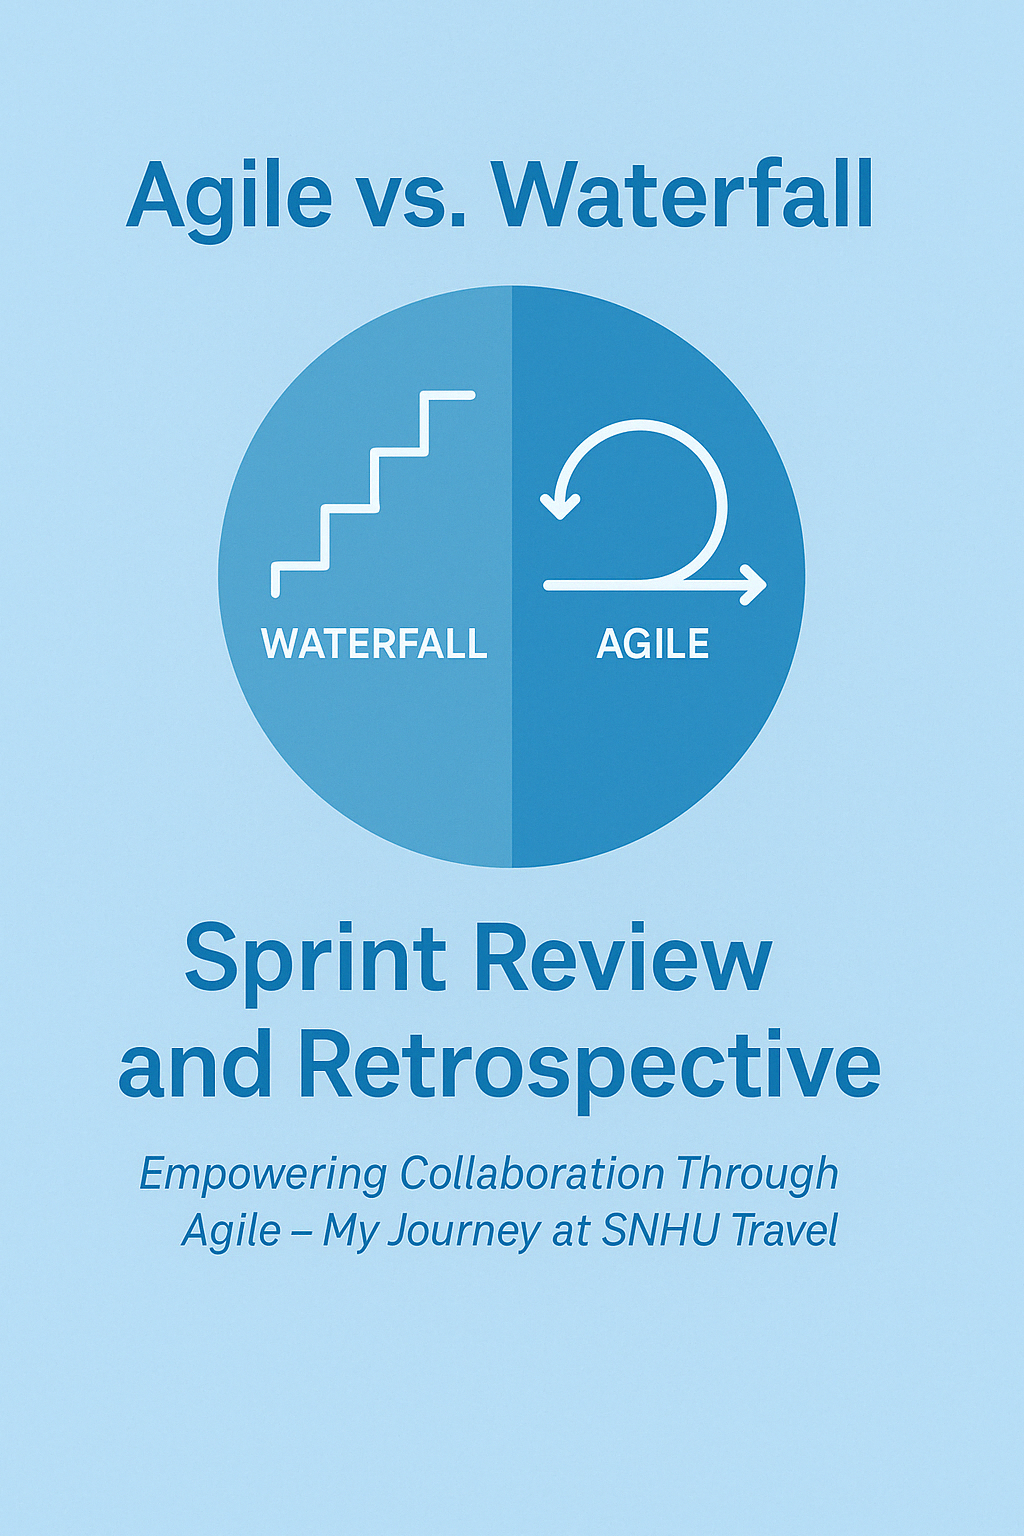 Agile vs. Waterfall
WATERFALL
AGILE
Sprint Review
and Retrospective
Empowering Collaboration Through
Agile – My Journey at SNHU Travel